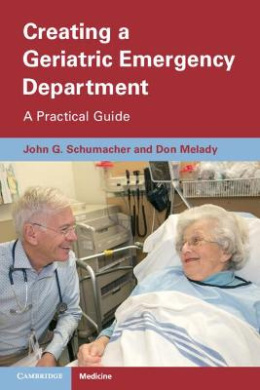 Creating a
Geriatric Emergency
Department
A Practical Guide
John G. Schumacher and Don Melady
CAMBRIDGE
Medicine